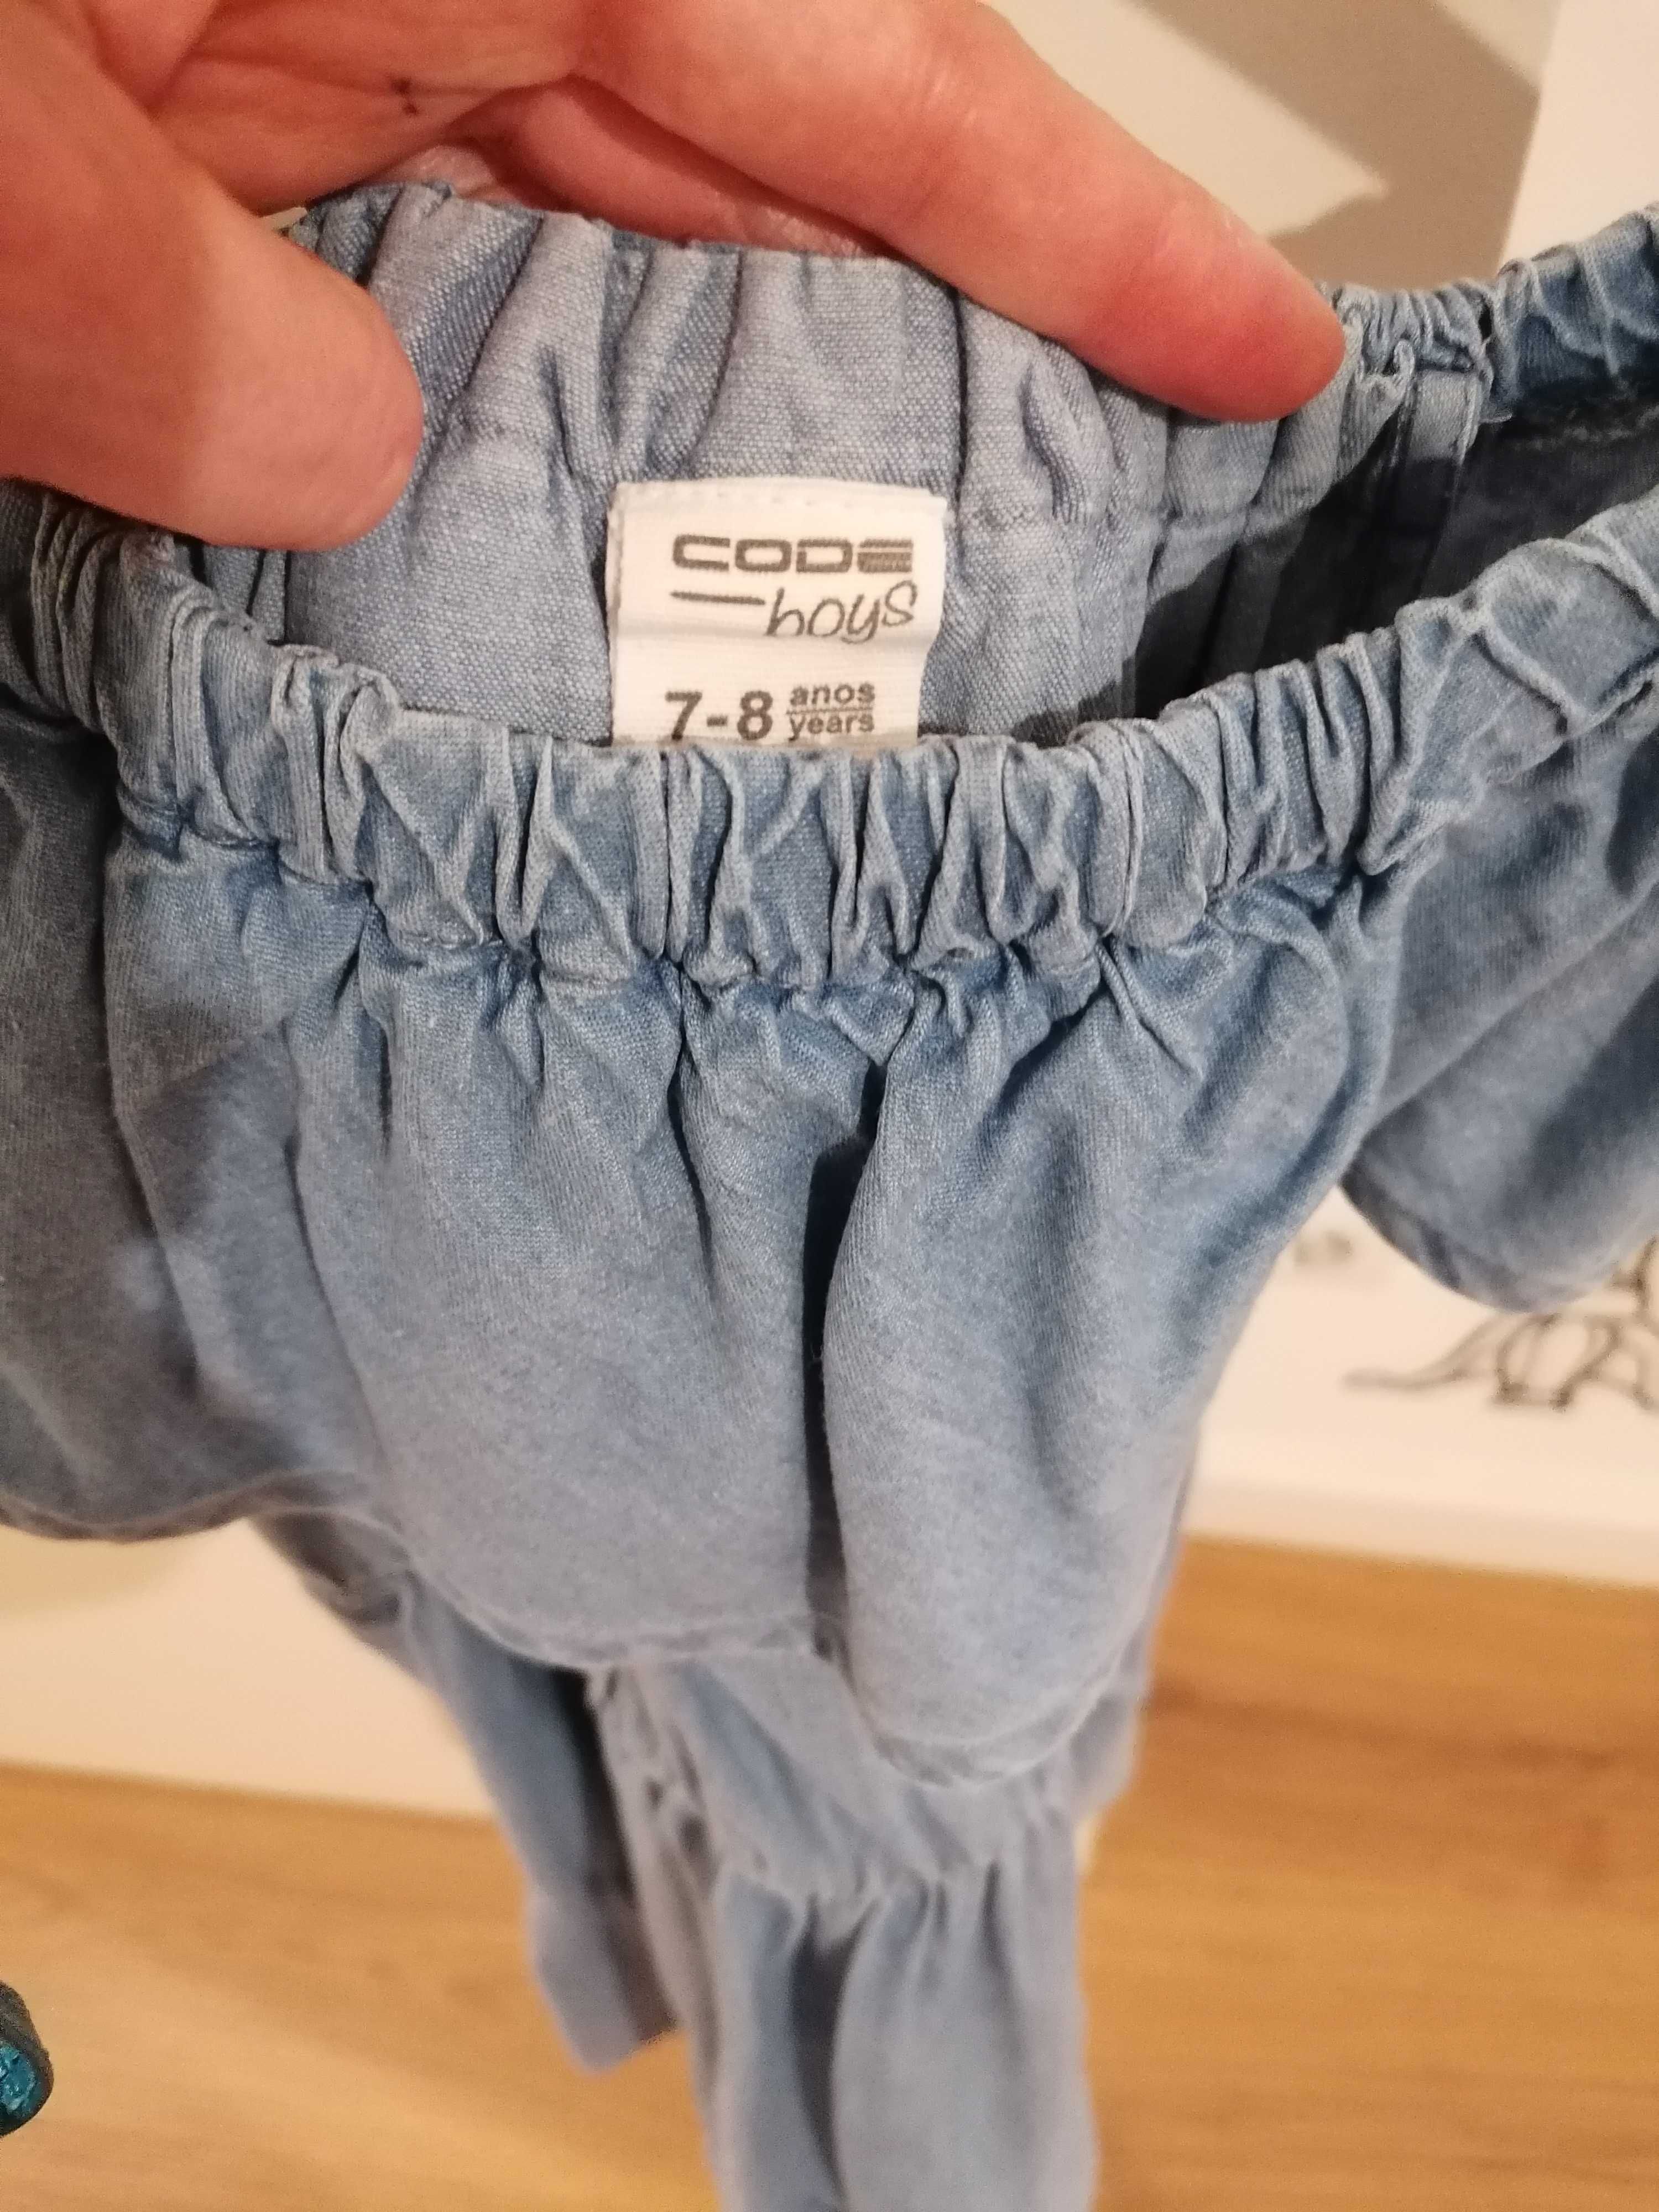 CODE
boys
7-8 anos
years